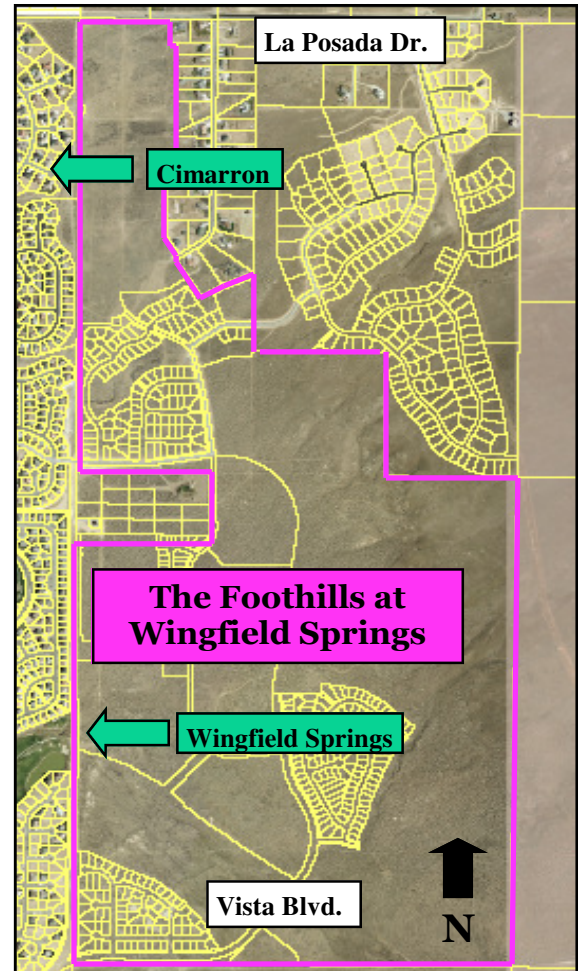 La Posada Dr.
Cimarron
The Foothills at
Wingfield Springs
Wingfield Springs
Vista Blvd.
N